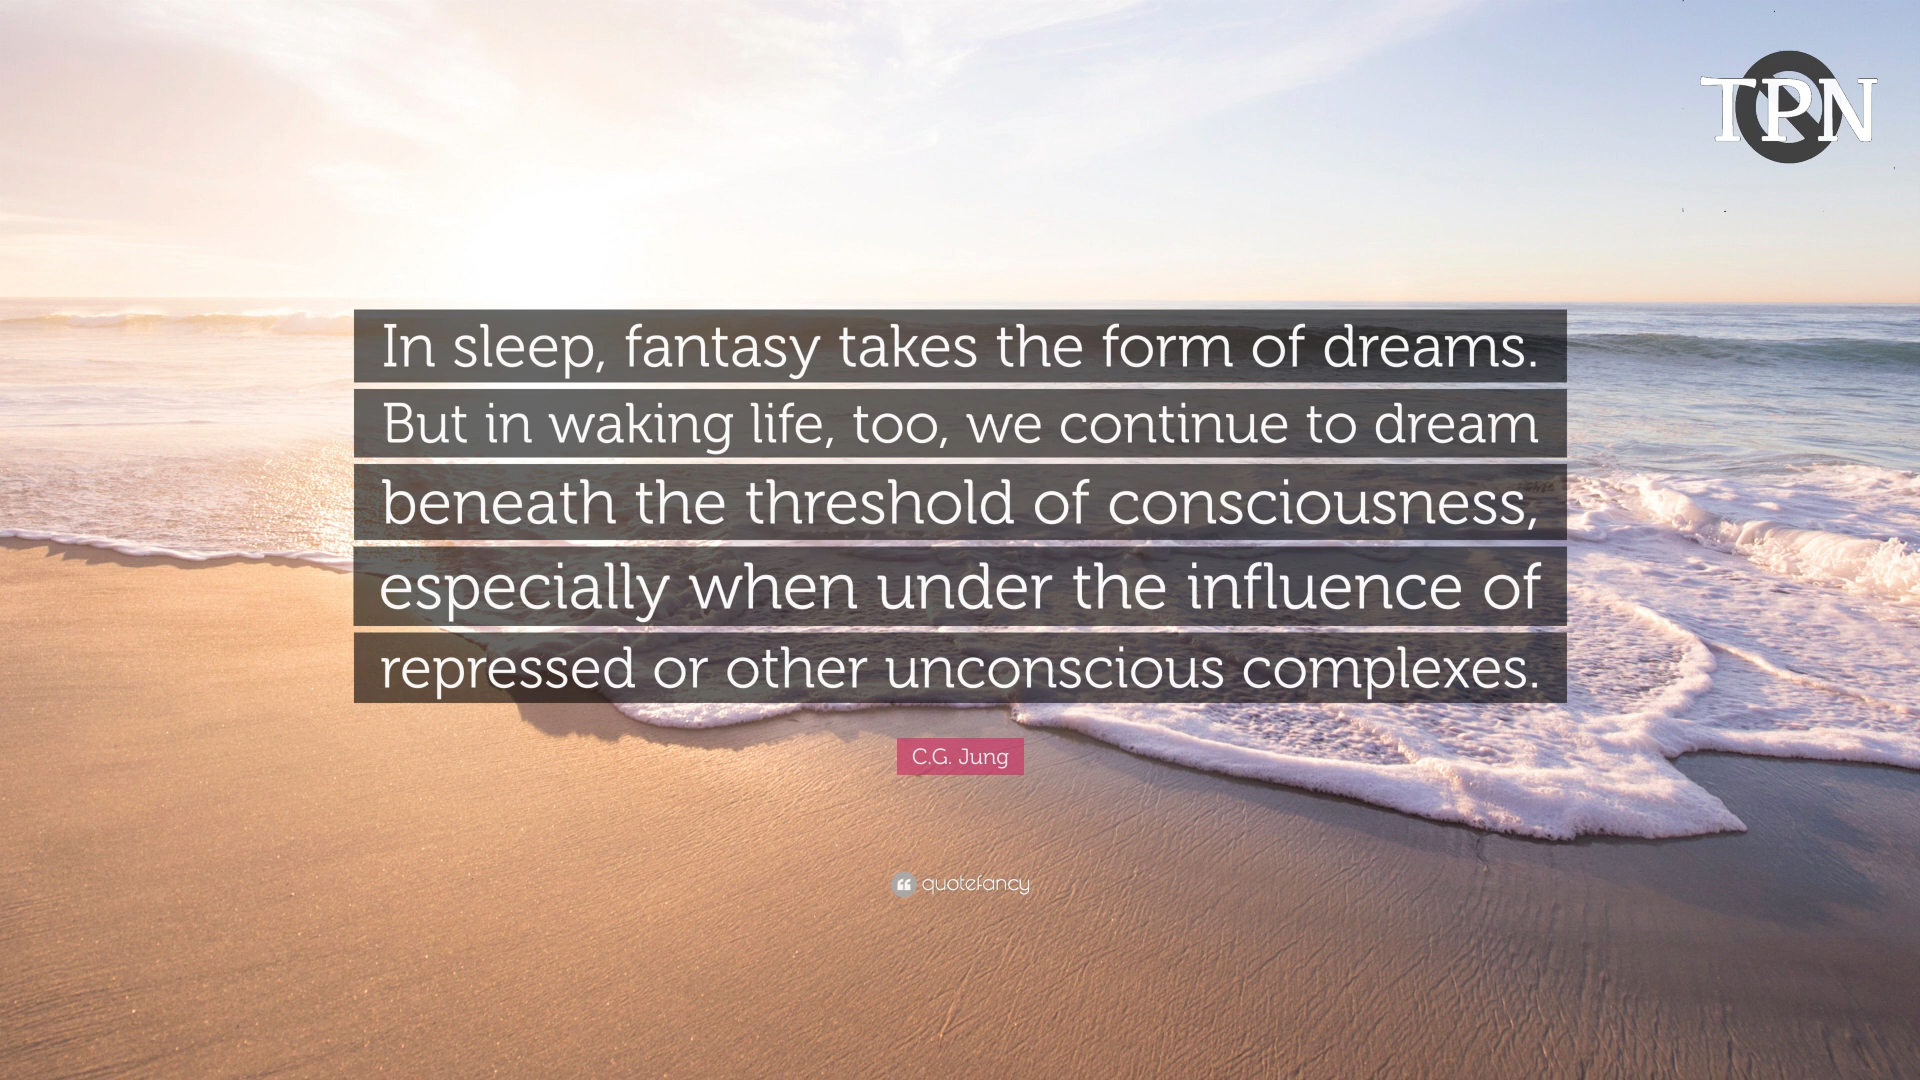 TPN
In sleep, fantasy takes the form of dreams.
But in waking life, too, we continue to dream
beneath the threshold of consciousness,
especially when under the influence of
repressed or other unconscious complexes.
C.G. Jung
quotefancy